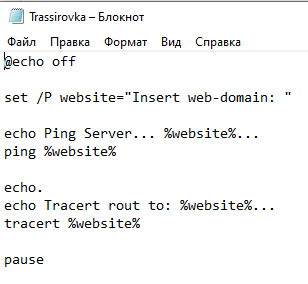 Trassirovka – Блокнот
Файл Правка Формат Вид Справка
@echo off
set /P website="Insert web-domain: "
echo Ping Server... %website%...
ping %website%
echo.
echo Tracert rout to: %website%...
tracert %website%
pause